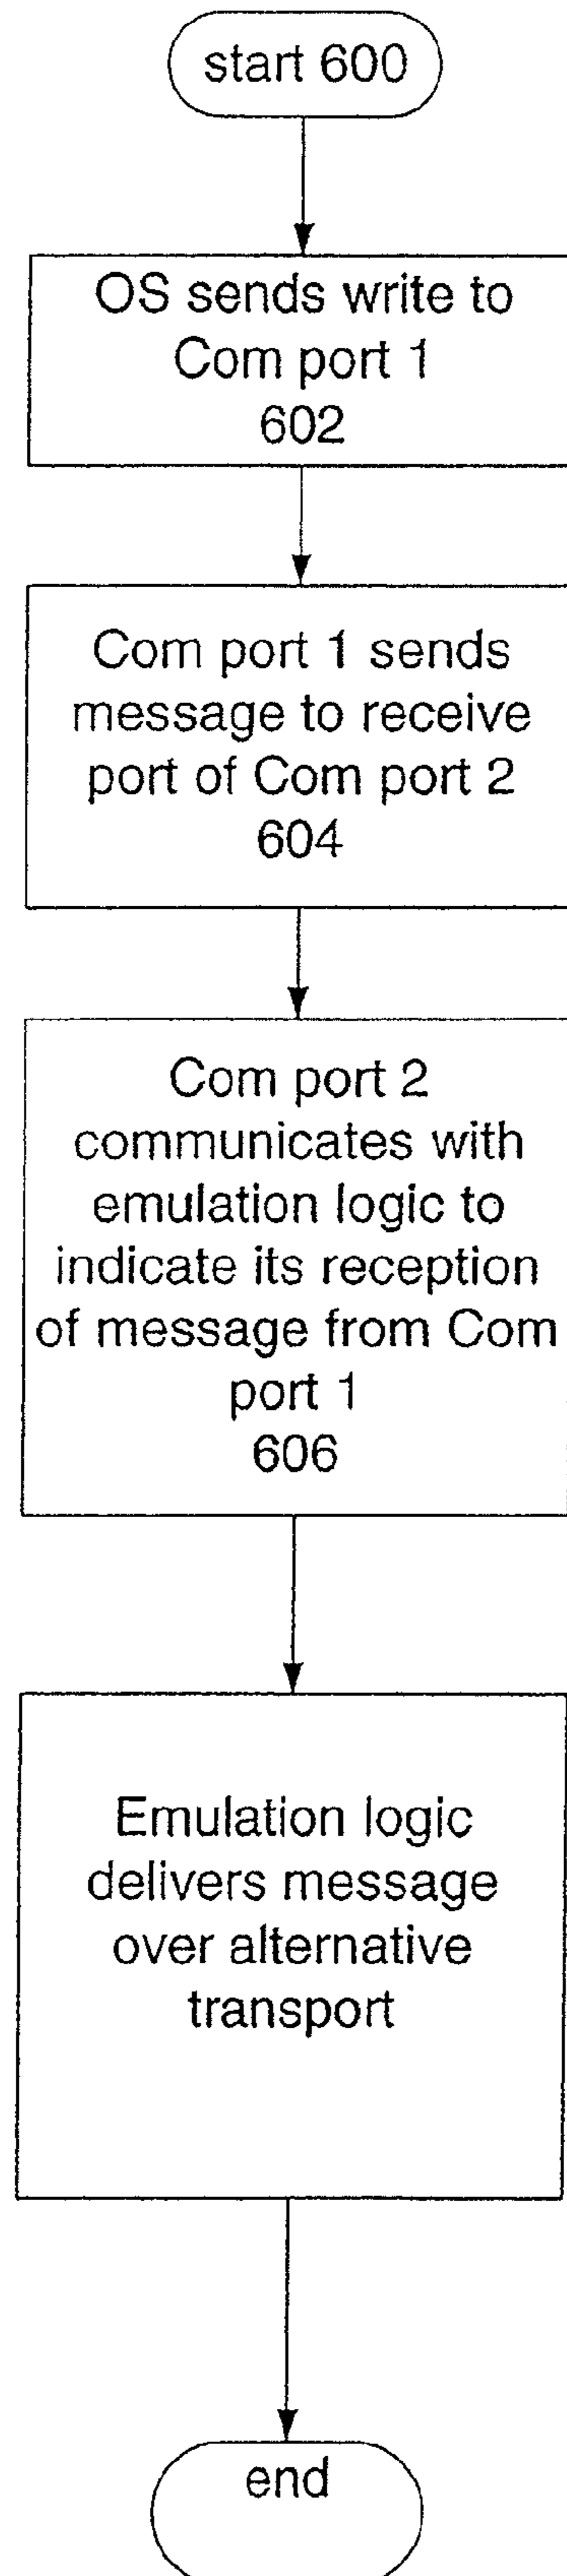 start 600
OS sends write to
Com port 1
602
Com port 1 sends
message to receive
port of Com port 2
604
Com port 2
communicates with
emulation logic to
indicate its reception
of message from Com
port 1
606
Emulation logic
delivers message
over alternative
transport
end